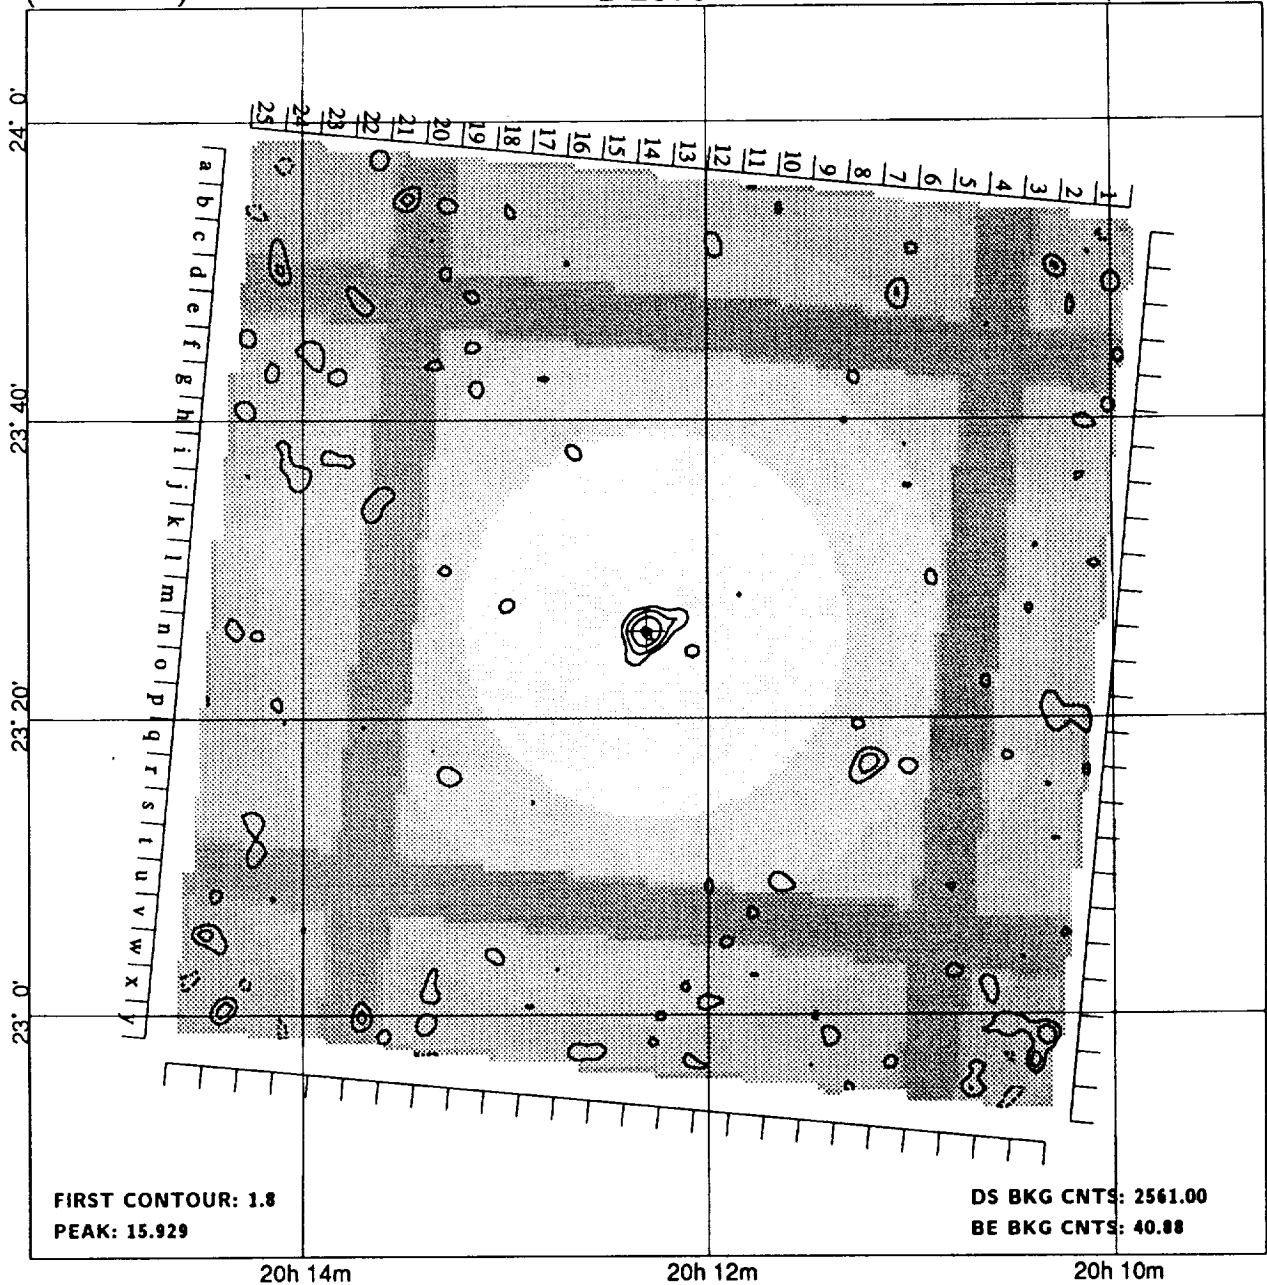 24° 0'
25 24 23 22 21 20 19 18 17 16 15 14 13 12 11 10 9 8 7 6 5 4 3 2 1
a b c d e f g h i j k l m n o p q r s t u v w x y
23° 40'
23° 20'
23° 0'
FIRST CONTOUR: 1.8
PEAK: 15.929
DS BKG CNTS: 2561.00
BE BKG CNTS: 40.88
20h 14m
20h 12m
20h 10m